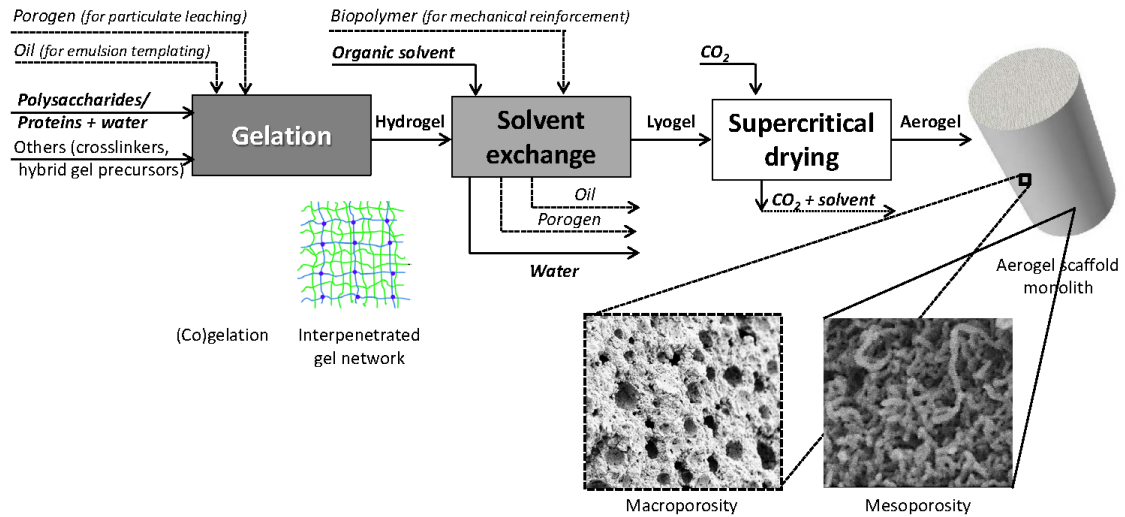 Porogen (for particulate leaching)
Oil (for emulsion templating)
Polysaccharides/
Proteins + water
Others (crosslinkers,
hybrid gel precursors)
Gelation
Hydrogel
Biopolymer (for mechanical reinforcement)
Organic solvent
Solvent
exchange
Oil
Porogen
Water
Lyogel
CO2
Supercritical
drying
CO2 + solvent
Aerogel
Aerogel scaffold
monolith
(Co)gelation
Interpenetrated
gel network
Macroporosity
Mesoporosity